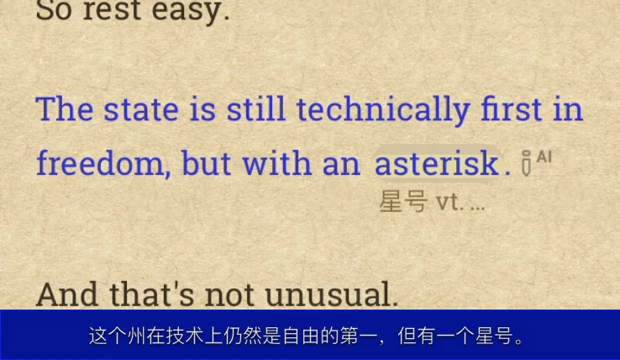 So rest easy.
The state is still technically first in
freedom, but with an asterisk. AI
星号 vt. ...
And that's not unusual.
这个州在技术上仍然是自由的第一，但有一个星号。